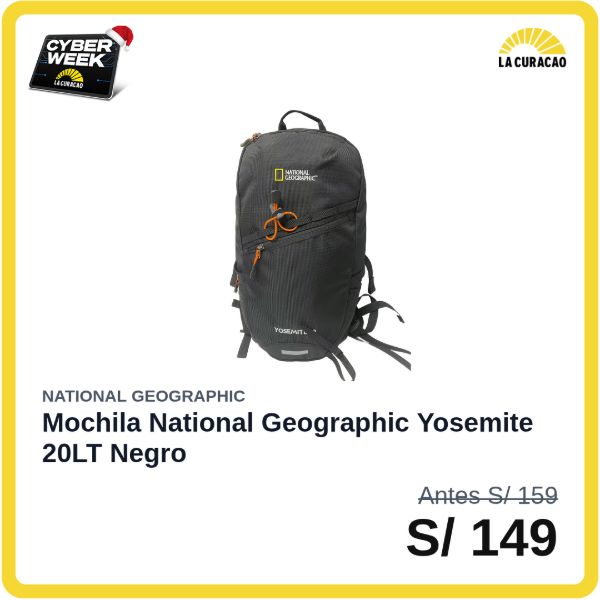 CYBER
WEEK
LA CURACAO
LA CURACAO
NATIONAL
GEOGRAPHIC
NATIONAL GEOGRAPHIC
Mochila National Geographic Yosemite
20LT Negro
Antes S/ 159
S/ 149